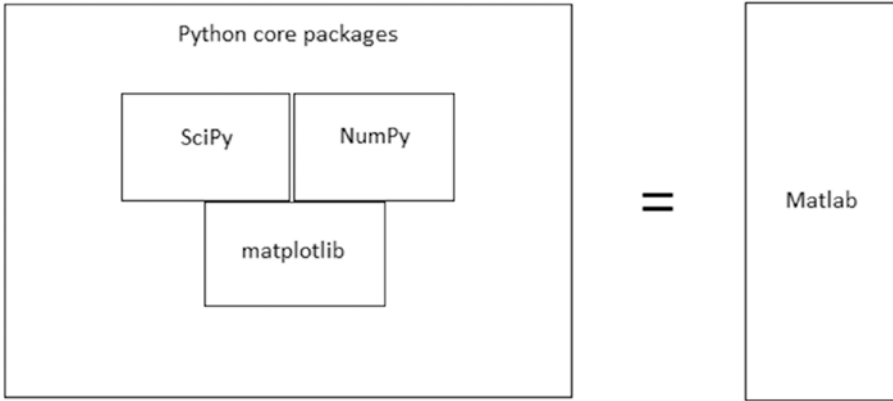 Python core packages
SciPy
NumPy
matplotlib
=
Matlab